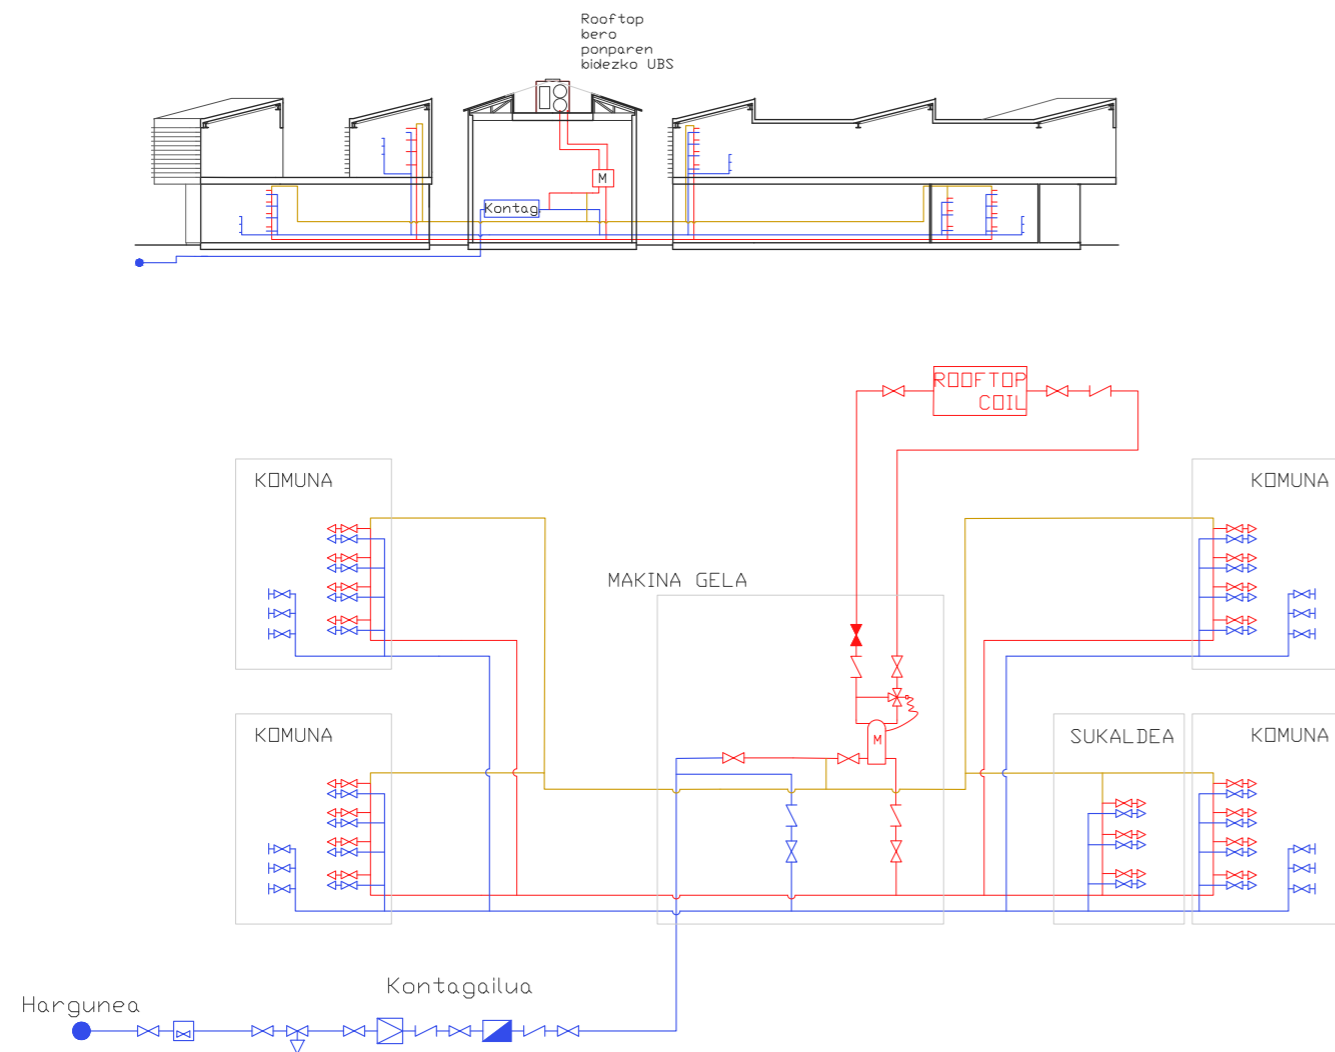 Rooftop
bero
ponparen
bidezko UBS
M
Kontag
ROOFTOP
COIL
KOMUNA
KOMUNA
MAKINA GELA
KOMUNA
SUKALDEA
KOMUNA
M
Kontagailua
Hargunea